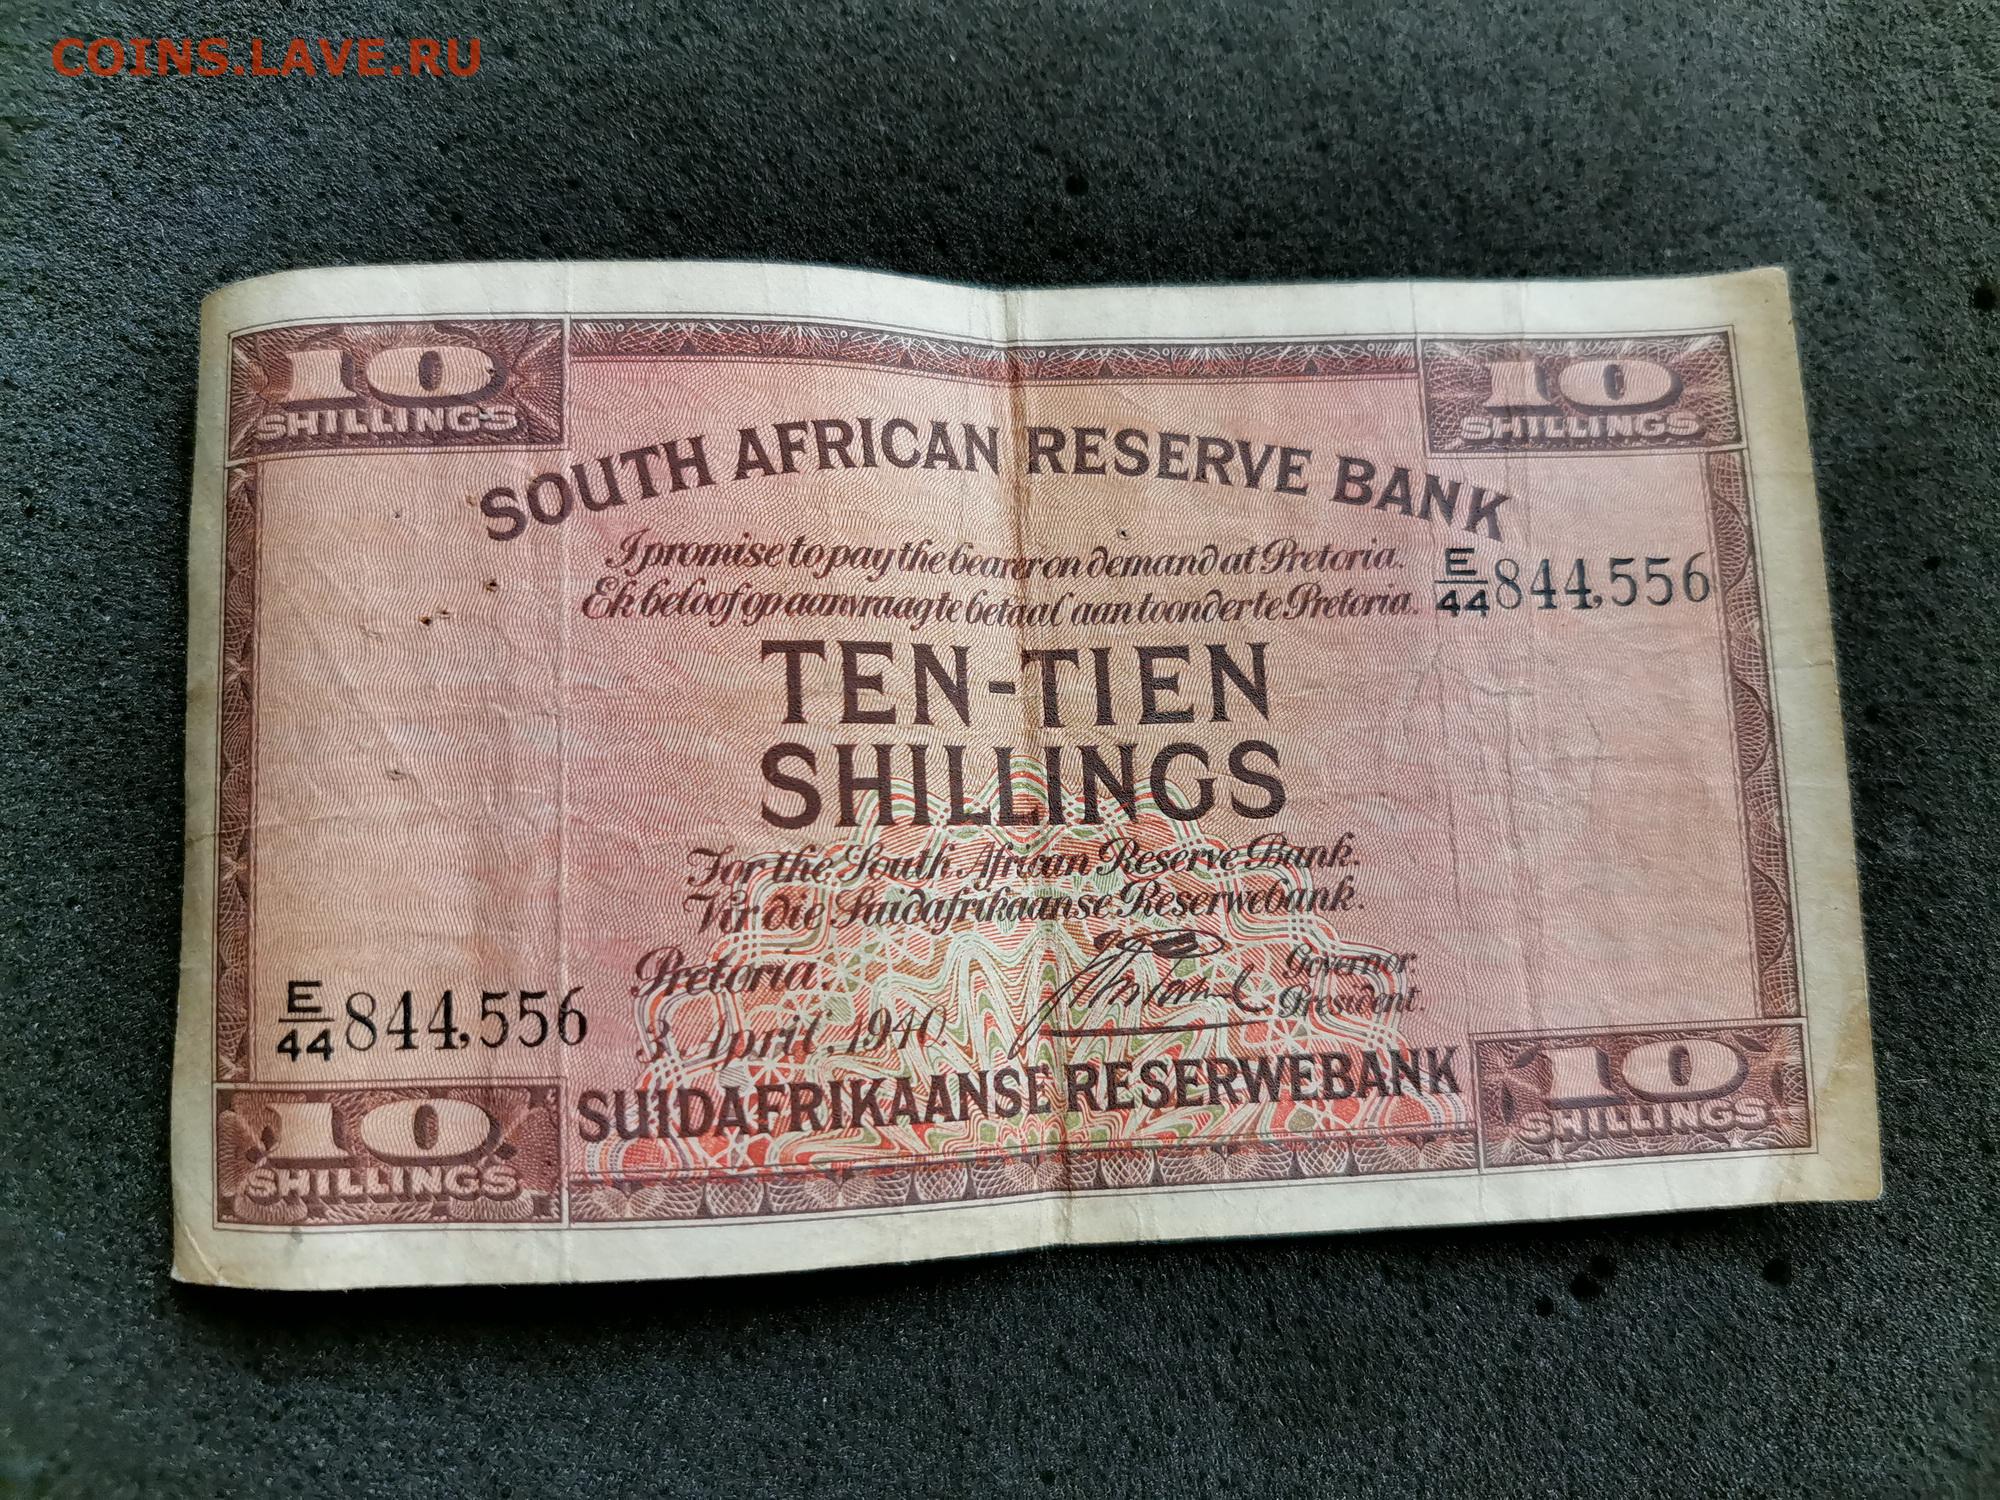 COINS.LAVE.RU
10
SHILLINGS
10
SHILLINGS
SOUTH AFRICAN RESERVE BANK
I promise to pay the bearer on demand at Pretoria.
Ek beloof op aanvraag te betaal aan toonder te Pretoria.
E/44 844,556
TEN-TIEN
SHILLINGS
For the South African Reserve Bank.
Vir die Suidafrikaanse Reserwebank.
Pretoria
3 April, 1940.
Governor.
President.
E/44 844,556
SUIDAFRIKAANSE RESERWEBANK
10
SHILLINGS
10
SHILLINGS